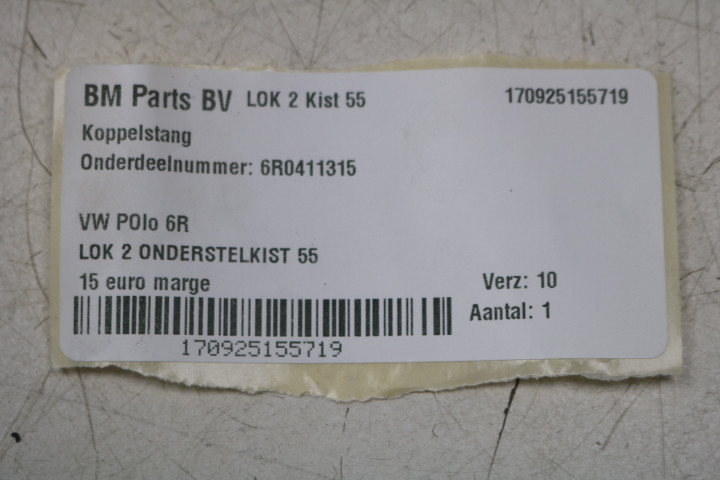 BM Parts BV LOK 2 Kist 55 170925155719
Koppelstang
Onderdeelnummer: 6R0411315
VW POlo 6R
LOK 2 ONDERSTELKIST 55
15 euro marge Verz: 10
Aantal: 1
170925155719